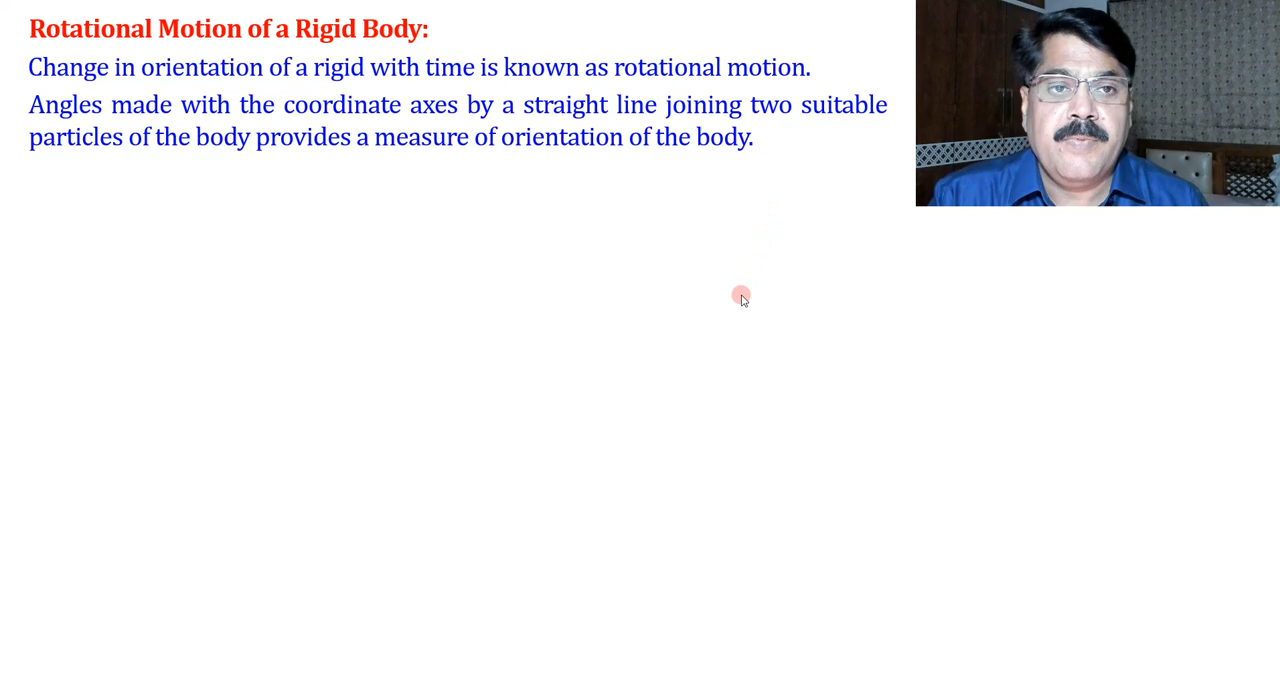 Rotational Motion of a Rigid Body:
Change in orientation of a rigid with time is known as rotational motion.
Angles made with the coordinate axes by a straight line joining two suitable
particles of the body provides a measure of orientation of the body.